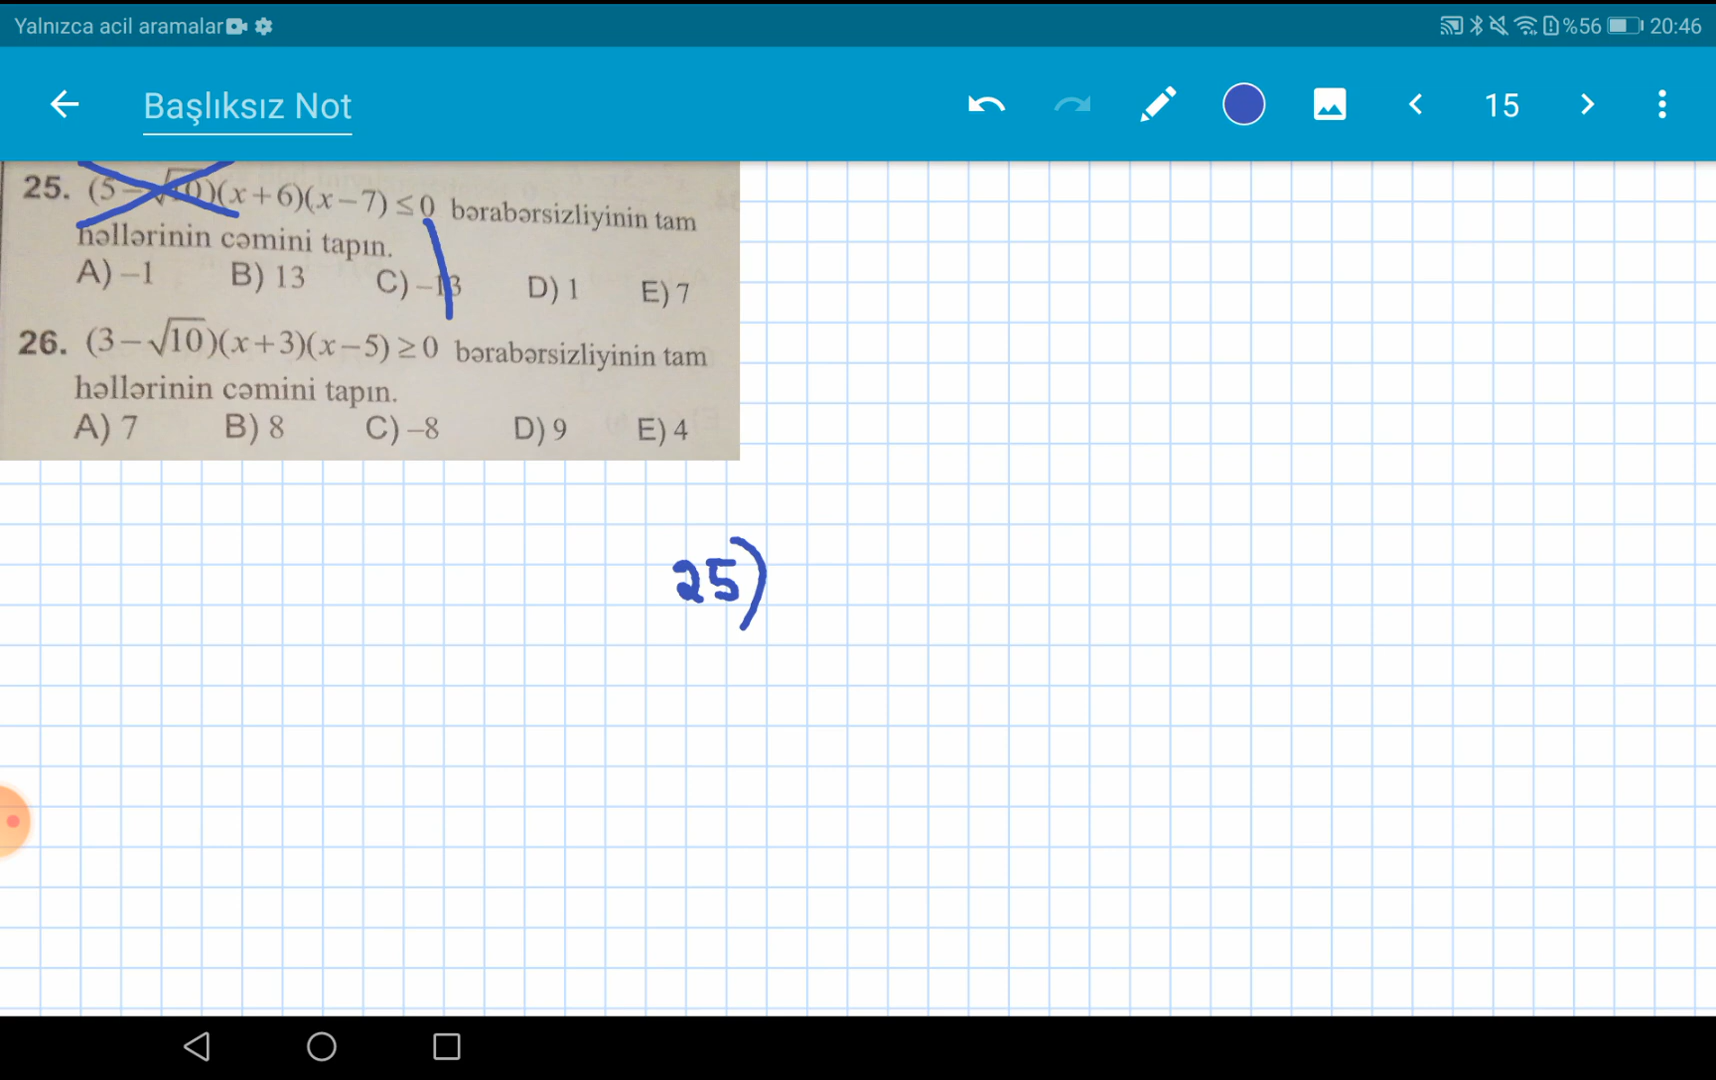 Yalnızca acil aramalar %56 20:46
Başlıksız Not 15
25. (5–√10)(x+6)(x–7)≤0 bərabərsizliyinin tam
həllərinin cəmini tapın.
A) –1 B) 13 C) –13 D) 1 E) 7
26. (3–√10)(x+3)(x–5)≥0 bərabərsizliyinin tam
həllərinin cəmini tapın.
A) 7 B) 8 C) –8 D) 9 E) 4
25)